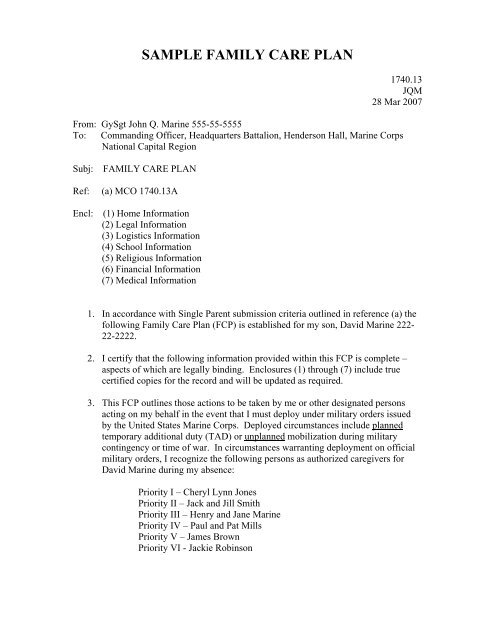 SAMPLE FAMILY CARE PLAN
1740.13
JQM
28 Mar 2007
From: GySgt John Q. Marine 555-55-5555
To: Commanding Officer, Headquarters Battalion, Henderson Hall, Marine Corps
National Capital Region
Subj: FAMILY CARE PLAN
Ref: (a) MCO 1740.13A
Encl: (1) Home Information
(2) Legal Information
(3) Logistics Information
(4) School Information
(5) Religious Information
(6) Financial Information
(7) Medical Information
1. In accordance with Single Parent submission criteria outlined in reference (a) the
following Family Care Plan (FCP) is established for my son, David Marine 222-
22-2222.
2. I certify that the following information provided within this FCP is complete –
aspects of which are legally binding. Enclosures (1) through (7) include true
certified copies for the record and will be updated as required.
3. This FCP outlines those actions to be taken by me or other designated persons
acting on my behalf in the event that I must deploy under military orders issued
by the United States Marine Corps. Deployed circumstances include planned
temporary additional duty (TAD) or unplanned mobilization during military
contingency or time of war. In circumstances warranting deployment on official
military orders, I recognize the following persons as authorized caregivers for
David Marine during my absence:
Priority I – Cheryl Lynn Jones
Priority II – Jack and Jill Smith
Priority III – Henry and Jane Marine
Priority IV – Paul and Pat Mills
Priority V – James Brown
Priority VI - Jackie Robinson